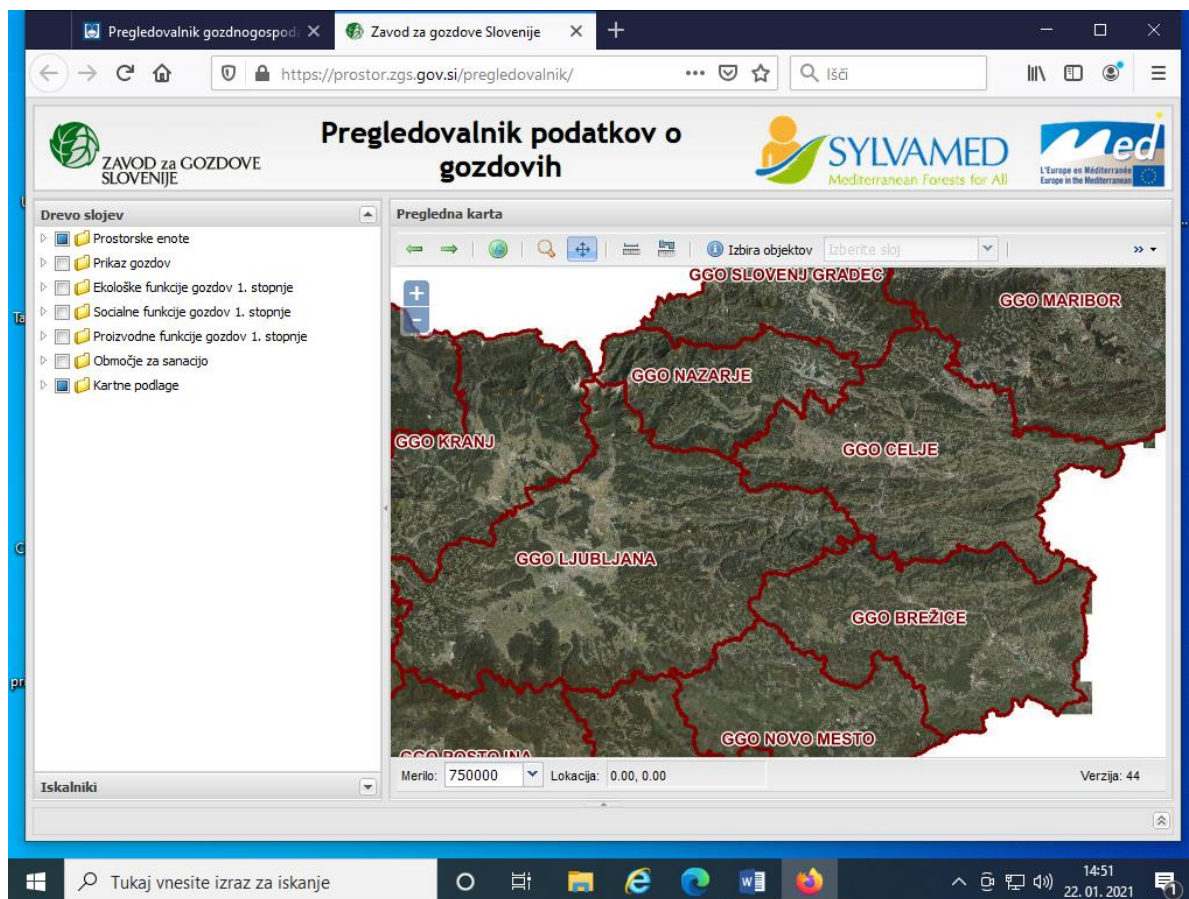 Pregledovalnik gozdnogospod
Zavod za gozdove Slovenije
https://prostor.zgs.gov.si/pregledovalnik/
Išči
ZAVOD za GOZDOVE
SLOVENIJE
Pregledovalnik podatkov o
gozdovih
SYLVAMED
Mediterranean Forests for All
Med
L'Europe en Méditerranée
Europe in the Mediterranean
Drevo slojev
Prostorske enote
Prikaz gozdov
Ekološke funkcije gozdov 1. stopnje
Socialne funkcije gozdov 1. stopnje
Proizvodne funkcije gozdov 1. stopnje
Območje za sanacijo
Kartne podlage
Iskalniki
Pregledna karta
Izbira objektov
Izberite sloj
GGO SLOVENJ GRADEC
GGO MARIBOR
GGO NAZARJE
GGO KRANJ
GGO CELJE
GGO LJUBLJANA
GGO BREŽICE
GGO NOVO MESTO
GGO POSTOJNA
Merilo: 750000
Lokacija: 0.00, 0.00
Verzija: 44
Tukaj vnesite izraz za iskanje
14:51
22. 01. 2021